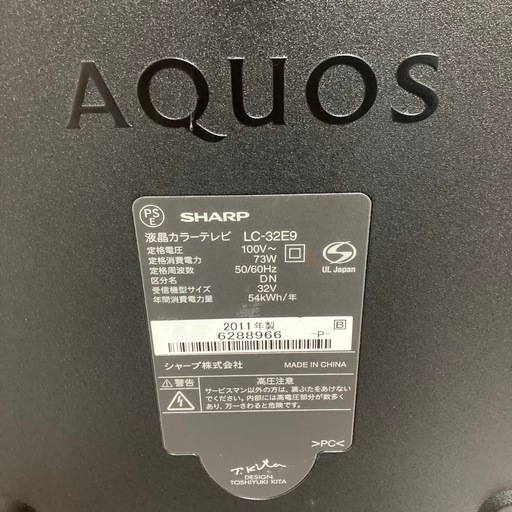 AQUOS
PSE SHARP
液晶カラーテレビ LC-32E9
定格電圧 100V～
定格消費電力 73W
定格周波数 50/60Hz
区分名 DN
受信機型サイズ 32V
年間消費電力量 54kWh/年
S
UL Japan
2011年製 B
6288966 -P-
シャープ株式会社 MADE IN CHINA
警告 高圧注意
サービスマン以外の方は、裏ぶたをあけない
でください。内部には高電圧部分が数多く
あり、万一さわると危険です。
>PC<
T.Kita
DESIGN
TOSHIYUKI KITA